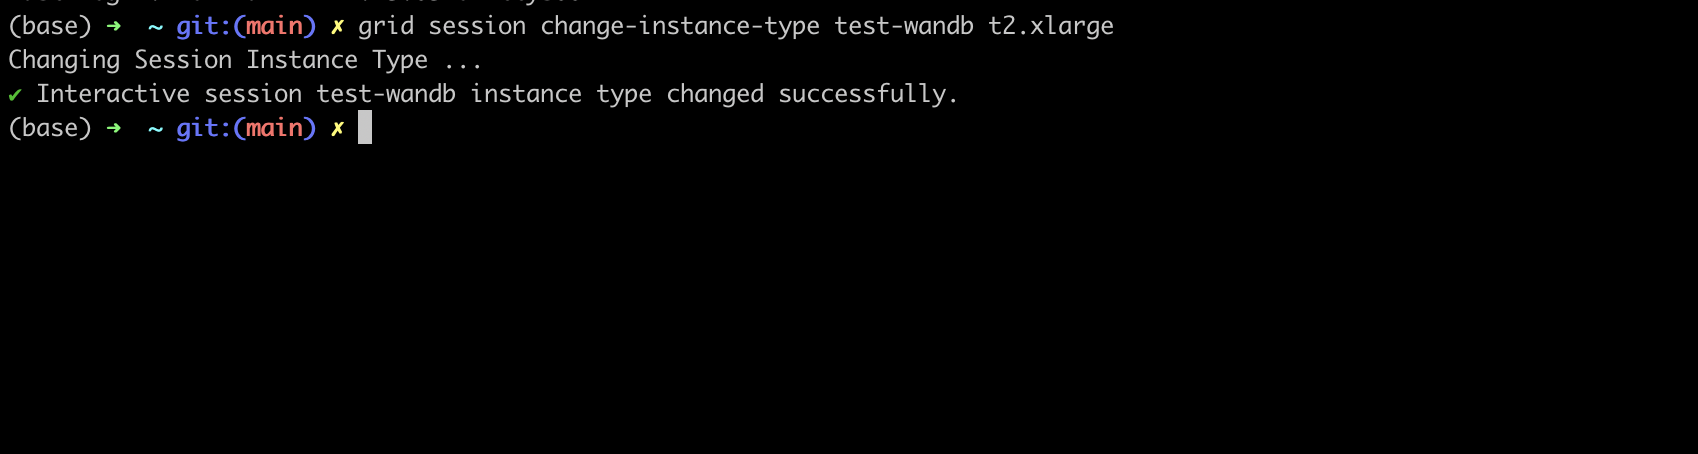 (base) ➜  ~ git:(main) ✗ grid session change-instance-type test-wandb t2.xlarge
Changing Session Instance Type ...
✔ Interactive session test-wandb instance type changed successfully.
(base) ➜  ~ git:(main) ✗